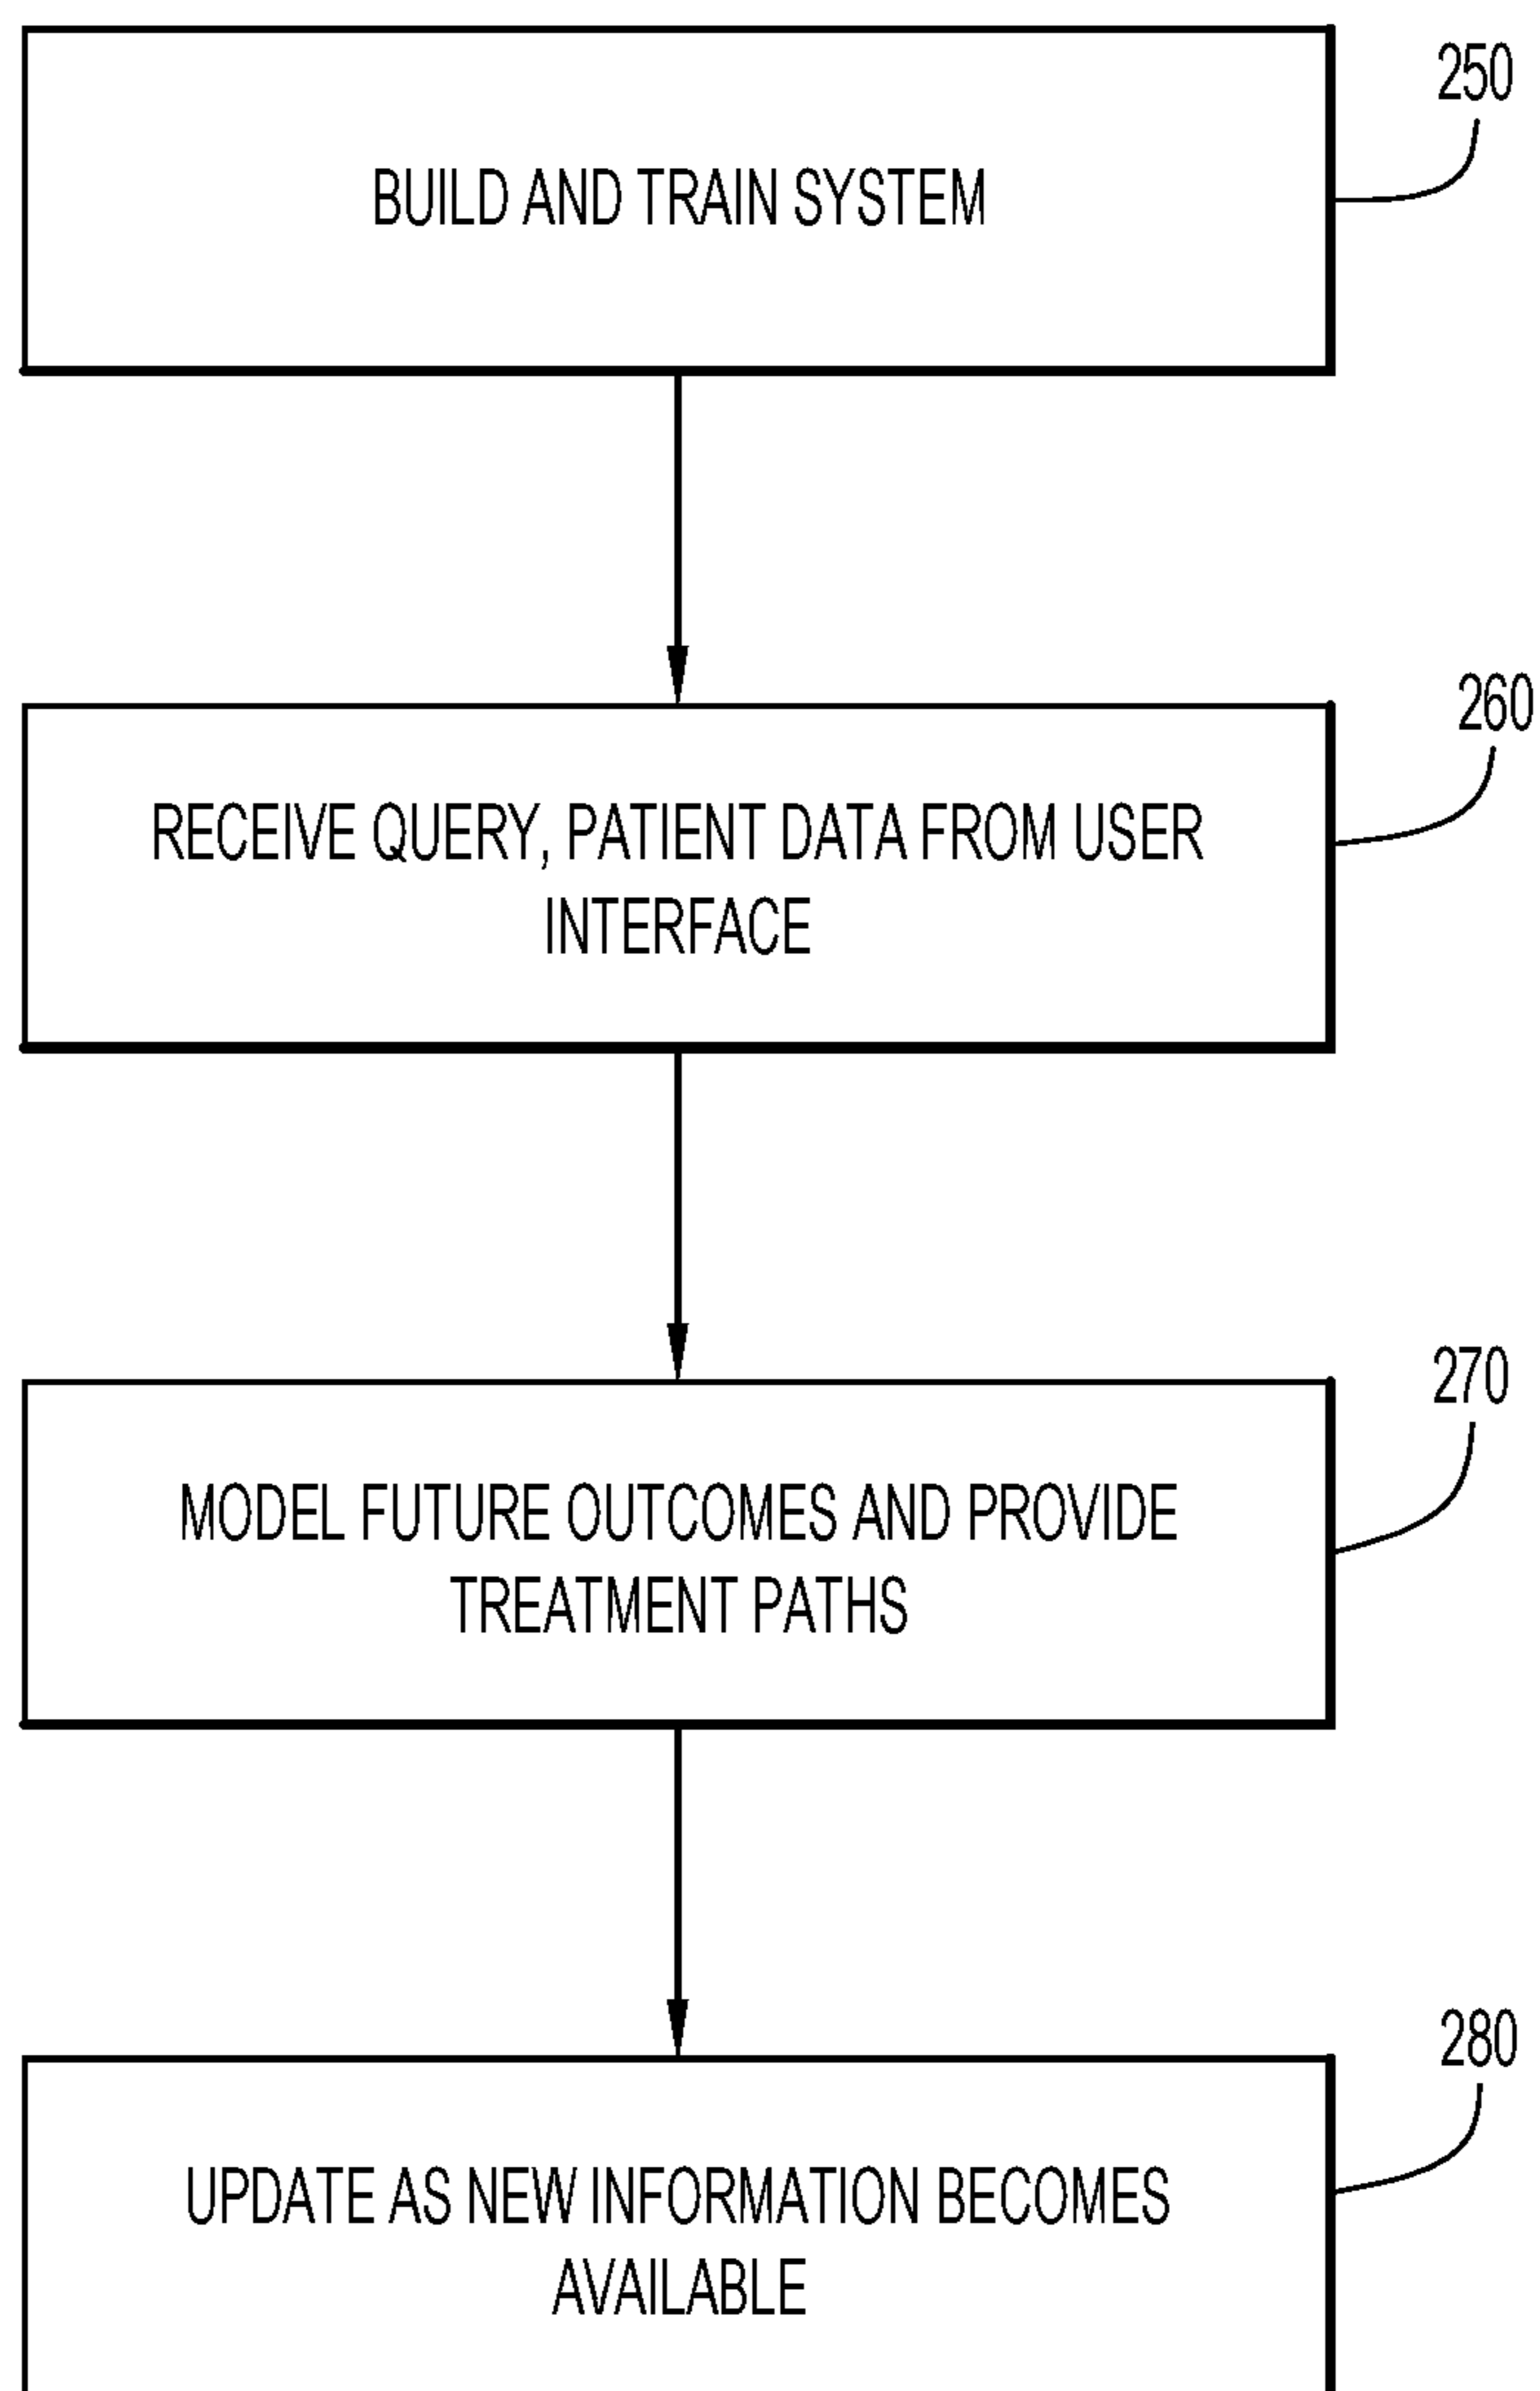 250
BUILD AND TRAIN SYSTEM
260
RECEIVE QUERY, PATIENT DATA FROM USER
INTERFACE
270
MODEL FUTURE OUTCOMES AND PROVIDE
TREATMENT PATHS
280
UPDATE AS NEW INFORMATION BECOMES
AVAILABLE